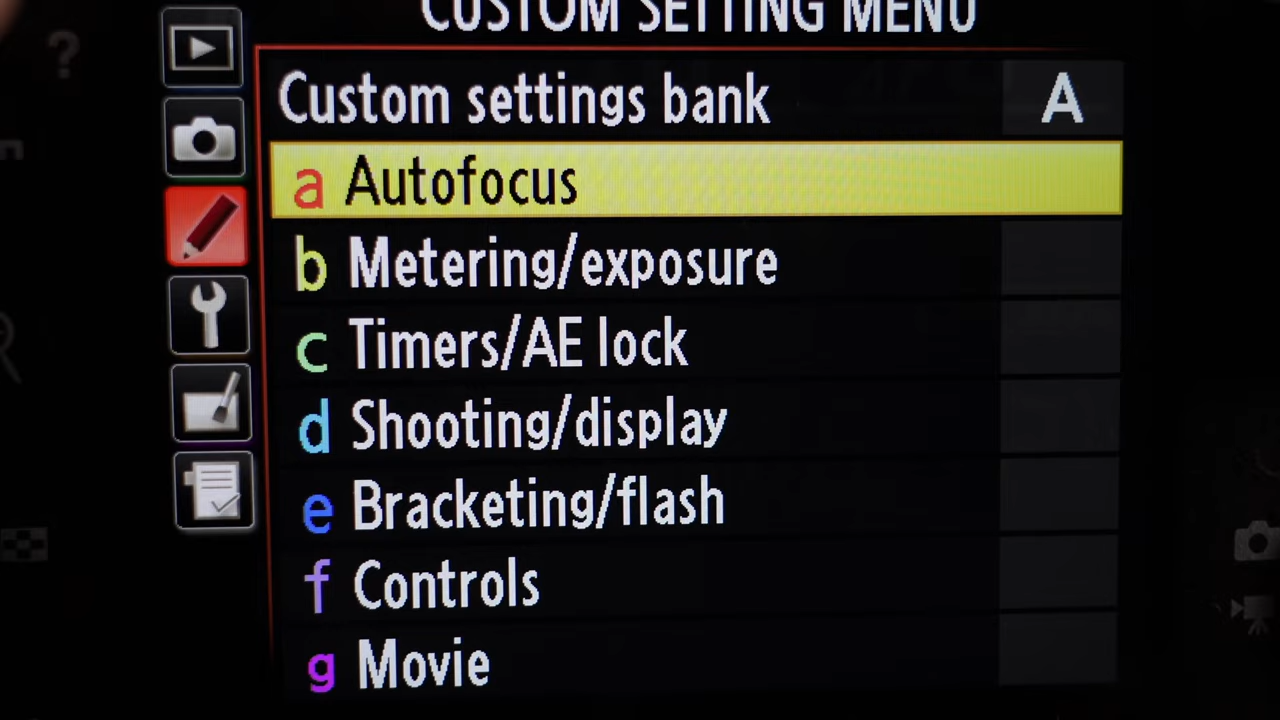 CUSTOM SETTING MENU
Custom settings bank A
a Autofocus
b Metering/exposure
c Timers/AE lock
d Shooting/display
e Bracketing/flash
f Controls
g Movie
?